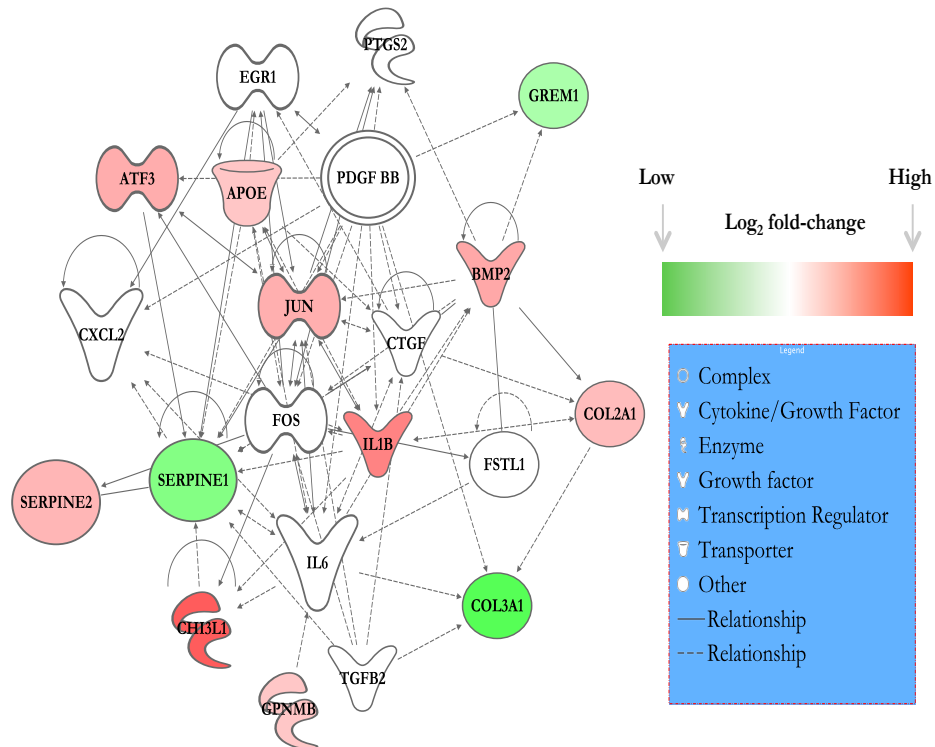 PTGS2
EGR1
GREM1
ATF3
APOE
PDGF BB
Low
High
Log2 fold-change
BMP2
JUN
CXCL2
CTGF
Legend
Complex
Cytokine/Growth Factor
Enzyme
Growth factor
Transcription Regulator
Transporter
Other
Relationship
Relationship
COL2A1
FOS
IL1B
FSTL1
SERPINE1
SERPINE2
IL6
COL3A1
CHI3L1
TGFB2
GPNMB